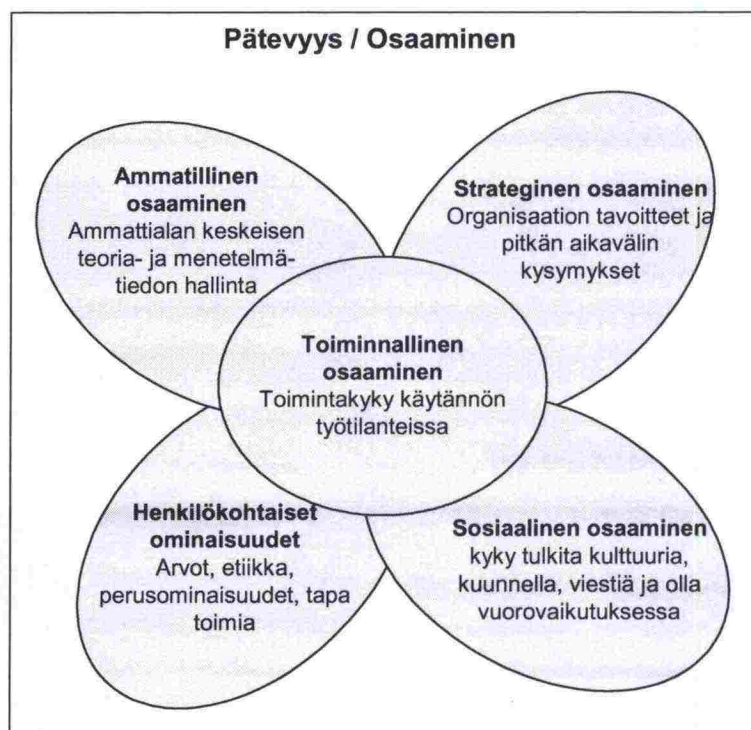 Pätevyys / Osaaminen
Ammatillinen
osaaminen
Ammattialan keskeisen
teoria- ja menetelmä-
tiedon hallinta
Strateginen osaaminen
Organisaation tavoitteet ja
pitkän aikavälin
kysymykset
Toiminnallinen
osaaminen
Toimintakyky käytännön
työtilanteissa
Henkilökohtaiset
ominaisuudet
Arvot, etiikka,
perusominaisuudet, tapa
toimia
Sosiaalinen osaaminen
kyky tulkita kulttuuria,
kuunnella, viestiä ja olla
vuorovaikutuksessa